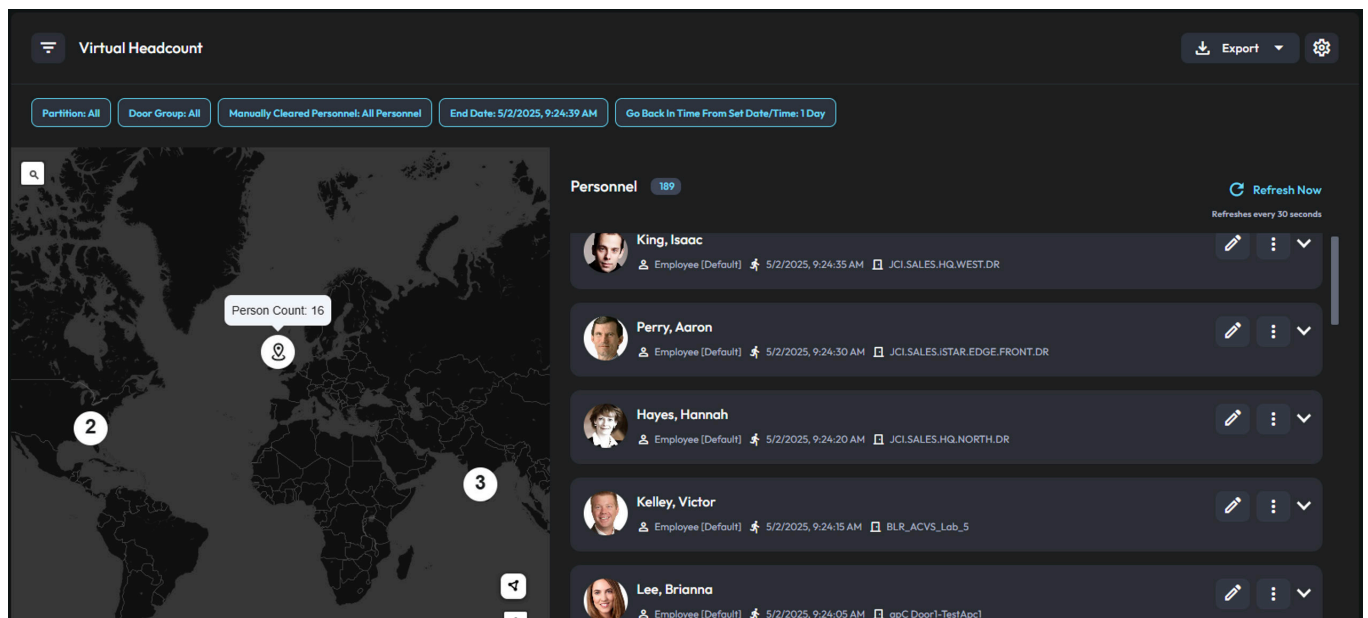 Virtual Headcount
Export
Partition: All
Door Group: All
Manually Cleared Personnel: All Personnel
End Date: 5/2/2025, 9:24:39 AM
Go Back In Time From Set Date/Time: 1 Day
Person Count: 16
2
3
Personnel 189
Refresh Now
Refreshes every 30 seconds
King, Isaac
Employee [Default] 5/2/2025, 9:24:35 AM JCI.SALES.HQ.WEST.DR
Perry, Aaron
Employee [Default] 5/2/2025, 9:24:30 AM JCI.SALES.iSTAR.EDGE.FRONT.DR
Hayes, Hannah
Employee [Default] 5/2/2025, 9:24:20 AM JCI.SALES.HQ.NORTH.DR
Kelley, Victor
Employee [Default] 5/2/2025, 9:24:15 AM BLR_ACVS_Lab_5
Lee, Brianna
Employee [Default] 5/2/2025, 9:24:05 AM apC Door1-TestApc1